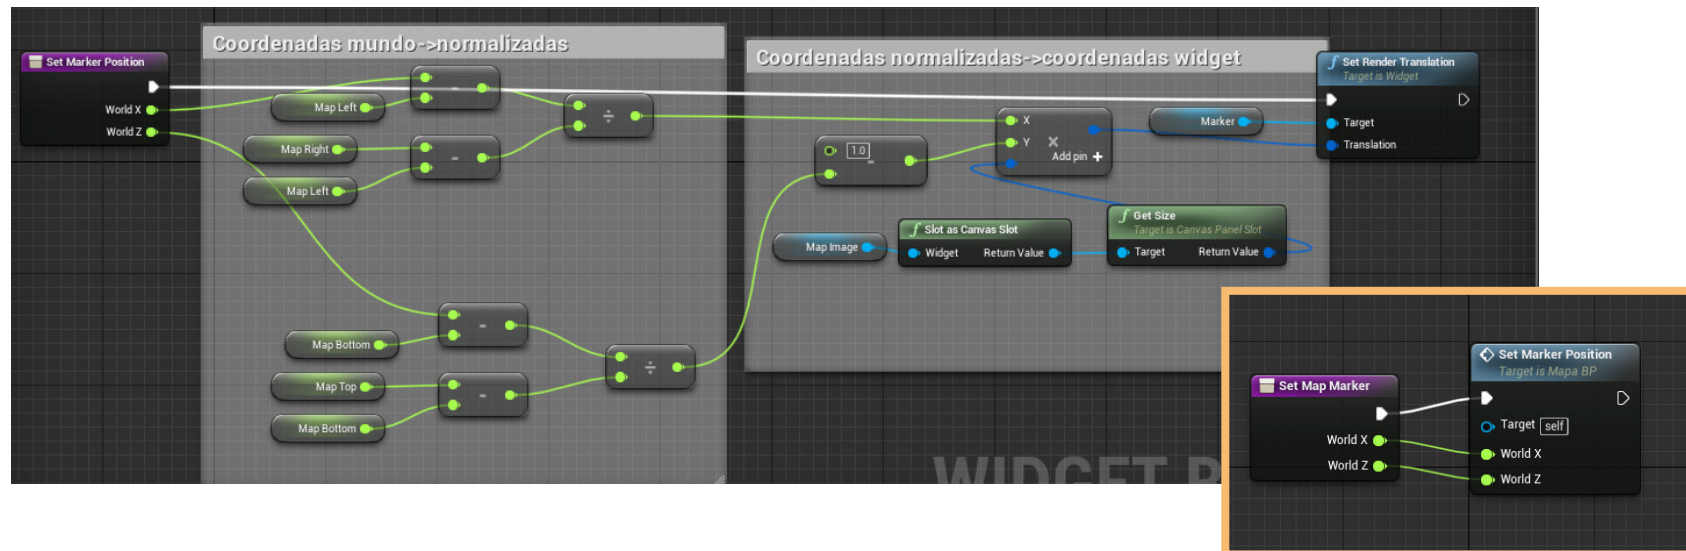 Coordenadas mundo->normalizadas
Set Marker Position
World X
World Z
Map Left
-
Map Right
Map Left
-
÷
Map Bottom
-
Map Top
Map Bottom
-
÷
Coordenadas normalizadas->coordenadas widget
1.0
-
X
Y
×
Add pin +
Marker
Map Image
f Slot as Canvas Slot
Widget
Return Value
f Get Size
Target is Canvas Panel Slot
Target
Return Value
f Set Render Translation
Target is Widget
Target
Translation
WIDGET
Set Map Marker
World X
World Z
Set Marker Position
Target is Mapa BP
Target self
World X
World Z